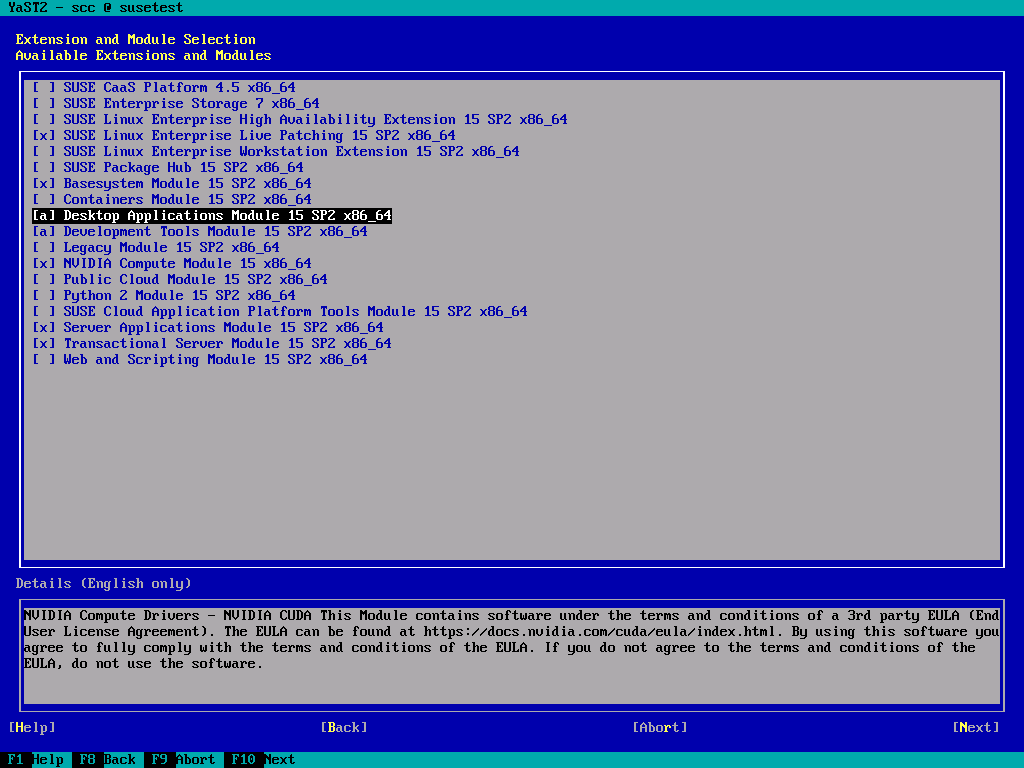 YaST2 - scc @ susetest
Extension and Module Selection
Available Extensions and Modules
[ ] SUSE CaaS Platform 4.5 x86_64
[ ] SUSE Enterprise Storage 7 x86_64
[ ] SUSE Linux Enterprise High Availability Extension 15 SP2 x86_64
[x] SUSE Linux Enterprise Live Patching 15 SP2 x86_64
[ ] SUSE Linux Enterprise Workstation Extension 15 SP2 x86_64
[ ] SUSE Package Hub 15 SP2 x86_64
[x] Basesystem Module 15 SP2 x86_64
[ ] Containers Module 15 SP2 x86_64
[a] Desktop Applications Module 15 SP2 x86_64
[a] Development Tools Module 15 SP2 x86_64
[ ] Legacy Module 15 SP2 x86_64
[x] NVIDIA Compute Module 15 x86_64
[ ] Public Cloud Module 15 SP2 x86_64
[ ] Python 2 Module 15 SP2 x86_64
[ ] SUSE Cloud Application Platform Tools Module 15 SP2 x86_64
[x] Server Applications Module 15 SP2 x86_64
[x] Transactional Server Module 15 SP2 x86_64
[ ] Web and Scripting Module 15 SP2 x86_64
Details (English only)
NVIDIA Compute Drivers - NVIDIA CUDA This Module contains software under the terms and conditions of a 3rd party EULA (End
User License Agreement). The EULA can be found at https://docs.nvidia.com/cuda/eula/index.html. By using this software you
agree to fully comply with the terms and conditions of the EULA. If you do not agree to the terms and conditions of the
EULA, do not use the software.
[Help] [Back] [Abort] [Next]
F1 Help F8 Back F9 Abort F10 Next